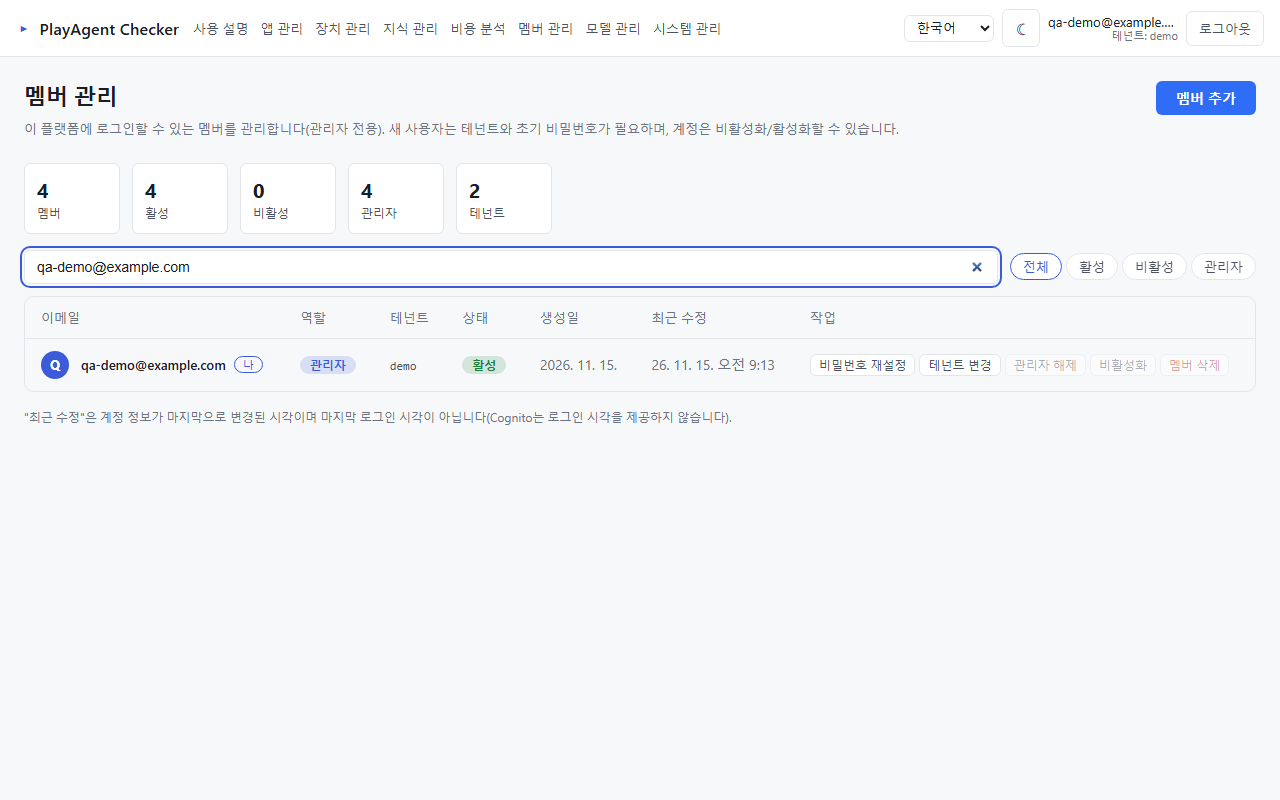 PlayAgent Checker 사용 설명 앱 관리 장치 관리 지식 관리 비용 분석 멤버 관리 모델 관리 시스템 관리 한국어 qa-demo@example.... 로그아웃
테넌트: demo
멤버 관리 멤버 추가
이 플랫폼에 로그인할 수 있는 멤버를 관리합니다(관리자 전용). 새 사용자는 테넌트와 초기 비밀번호가 필요하며, 계정은 비활성화/활성화할 수 있습니다.
4 4 0 4 2
멤버 활성 비활성 관리자 테넌트
qa-demo@example.com × 전체 활성 비활성 관리자
이메일 역할 테넌트 상태 생성일 최근 수정 작업
Q qa-demo@example.com 나 관리자 demo 활성 2026. 11. 15. 26. 11. 15. 오전 9:13 비밀번호 재설정 테넌트 변경 관리자 해제 비활성화 멤버 삭제
"최근 수정"은 계정 정보가 마지막으로 변경된 시각이며 마지막 로그인 시각이 아닙니다(Cognito는 로그인 시각을 제공하지 않습니다).